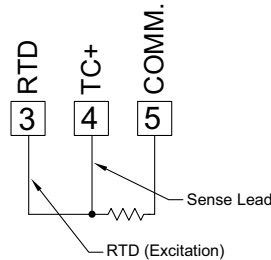 RTD
TC+
COMM.
3
4
5
Sense Lead
RTD (Excitation)